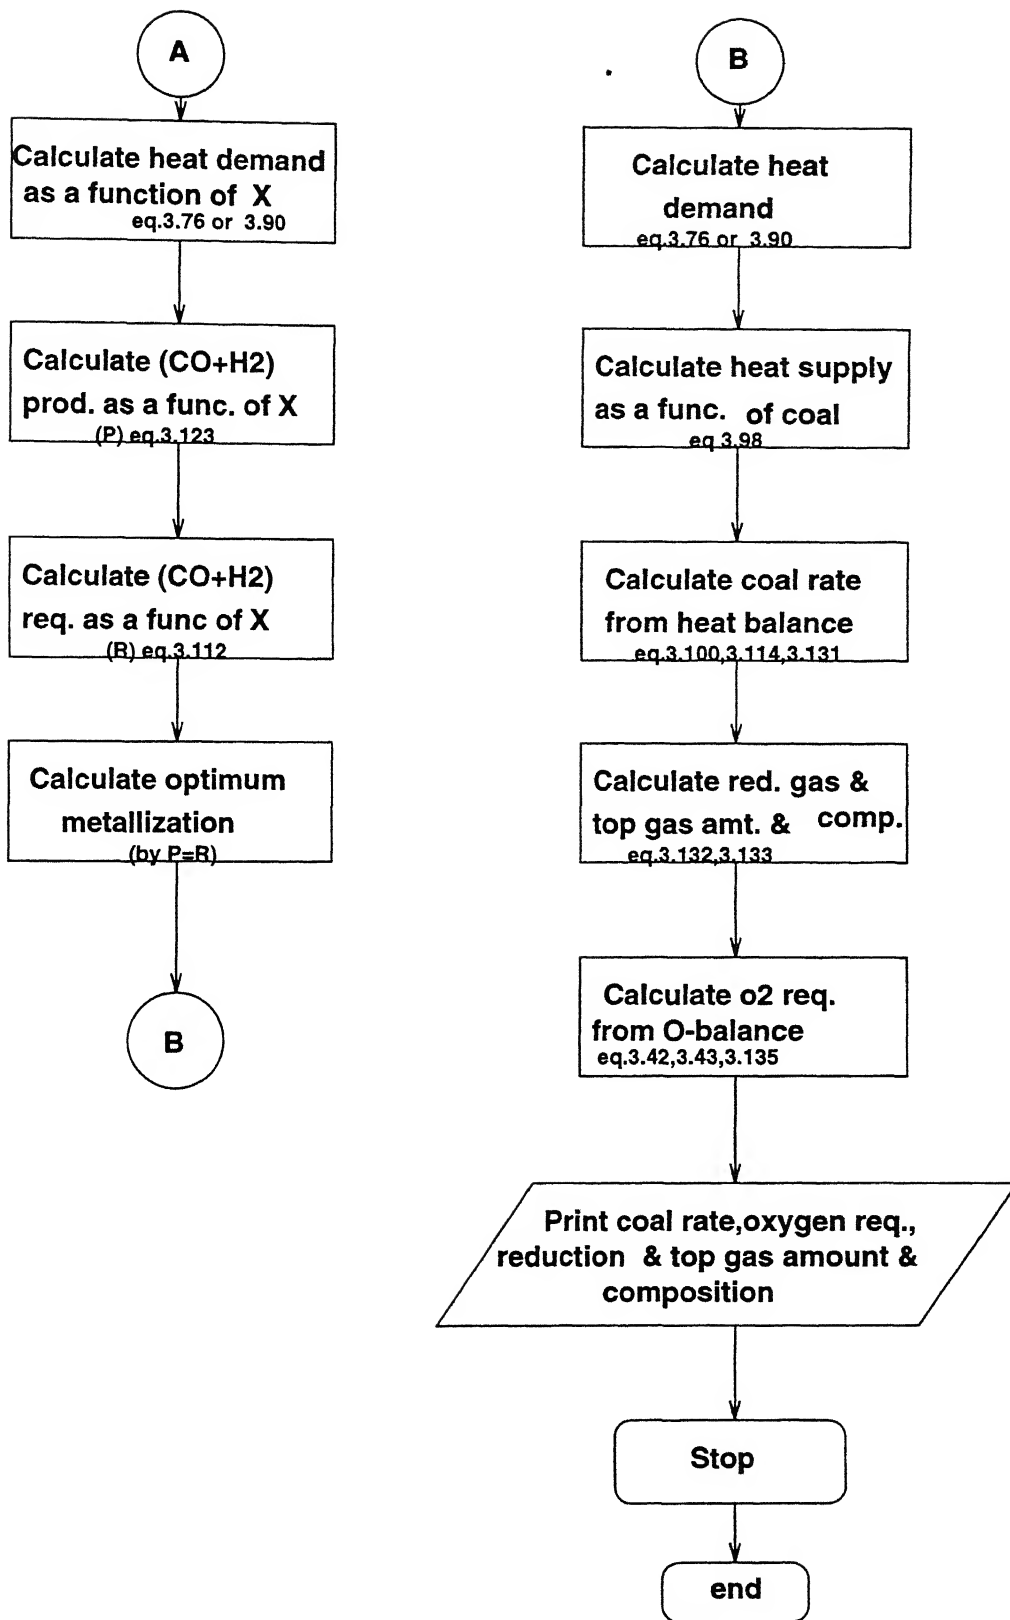 A
Calculate heat demand
as a function of X
eq.3.76 or 3.90
Calculate (CO+H2)
prod. as a func. of X
(P) eq.3.123
Calculate (CO+H2)
req. as a func of X
(R) eq.3.112
Calculate optimum
metallization
(by P=R)
B
B
Calculate heat
demand
eq.3.76 or 3.90
Calculate heat supply
as a func. of coal
eq 3.98
Calculate coal rate
from heat balance
eq.3.100,3.114,3.131
Calculate red. gas &
top gas amt. & comp.
eq.3.132,3.133
Calculate o2 req.
from O-balance
eq.3.42,3.43,3.135
Print coal rate,oxygen req.,
reduction & top gas amount &
composition
Stop
end